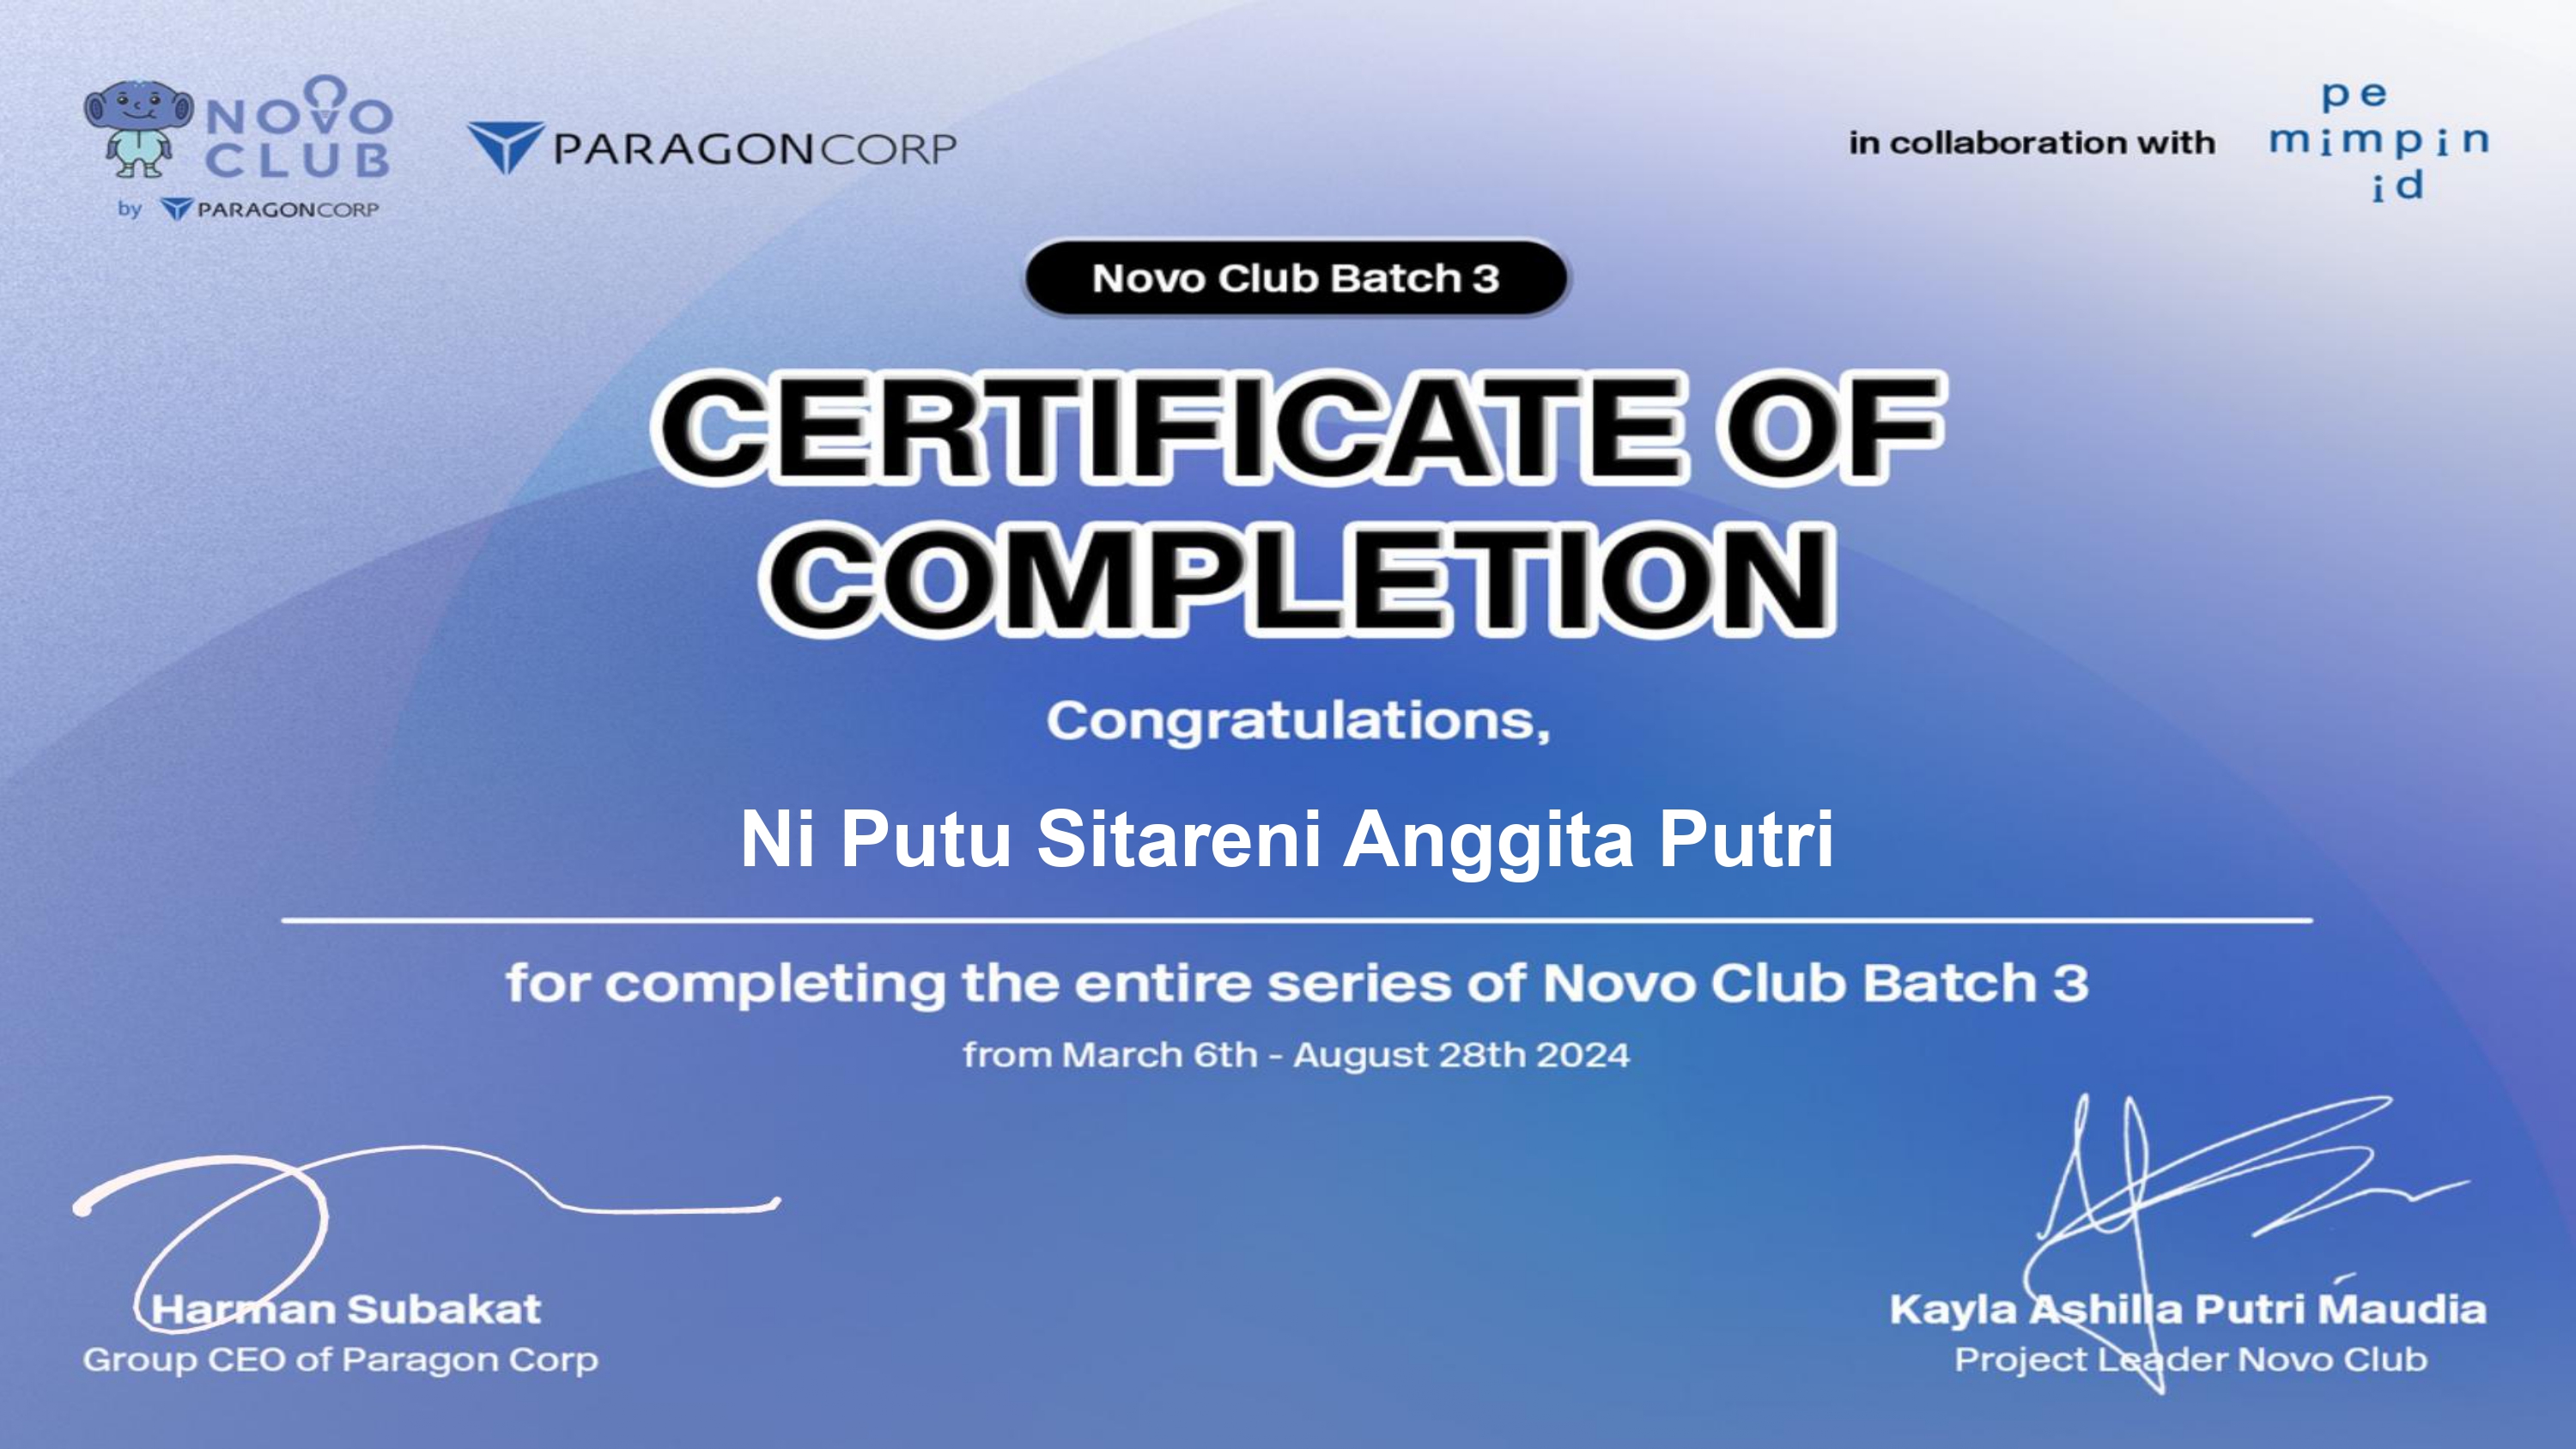 NOVO
CLUB
by PARAGONCORP
PARAGONCORP
in collaboration with
pe
mimpin
id
Novo Club Batch 3
CERTIFICATE OF
COMPLETION
Congratulations,
Ni Putu Sitareni Anggita Putri
for completing the entire series of Novo Club Batch 3
from March 6th - August 28th 2024
Harman Subakat
Group CEO of Paragon Corp
Kayla Ashilla Putri Maudia
Project Leader Novo Club